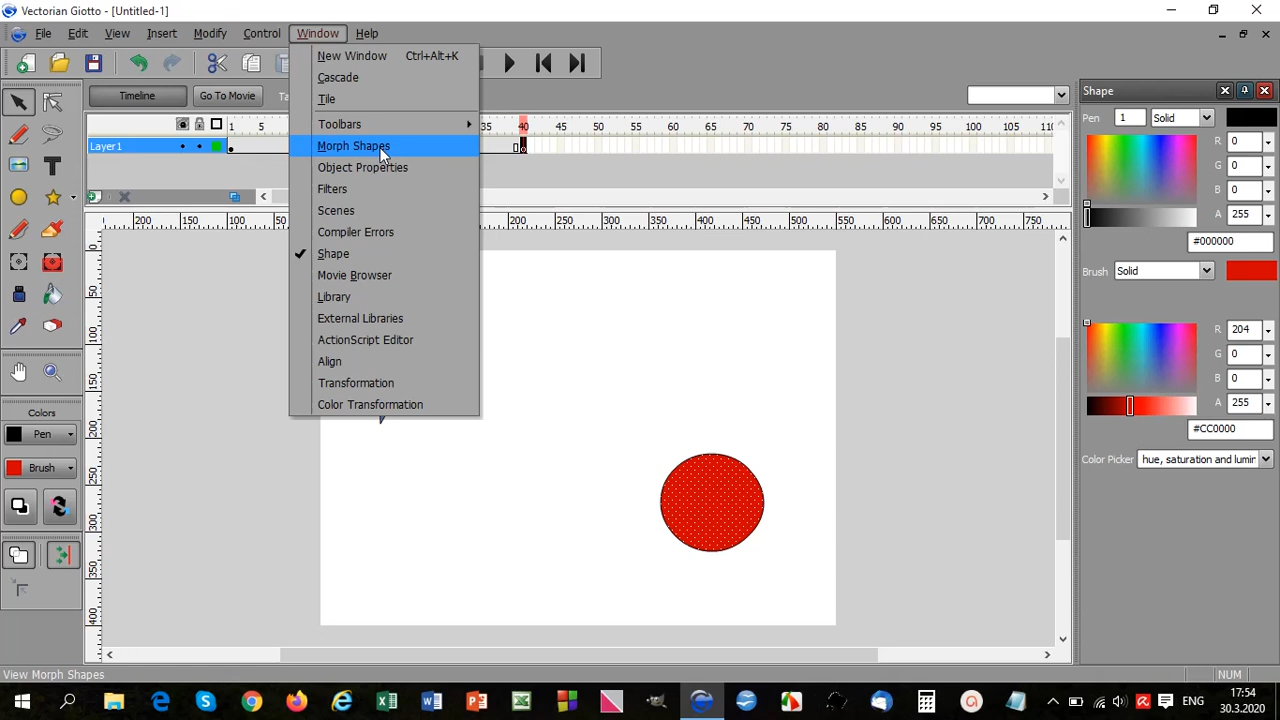 Vectorian Giotto - [Untitled-1]
File Edit View Insert Modify Control Window Help
New Window Ctrl+Alt+K
Cascade
Tile
Toolbars
Morph Shapes
Object Properties
Filters
Scenes
Compiler Errors
Shape
Movie Browser
Library
External Libraries
ActionScript Editor
Align
Transformation
Color Transformation
Timeline Go To Movie
1 5 35 40 45 50 55 60 65 70 75 80 85 90 95 100 105 110
Layer1
200 150 100 50 200 250 300 350 400 450 500 550 600 650 700 750
0
50
100
150
200
250
300
350
400
Colors
Pen
Brush
Shape
Pen 1 Solid
R 0
G 0
B 0
A 255
#000000
Brush Solid
R 204
G 0
B 0
A 255
#CC0000
Color Picker hue, saturation and lumir
View Morph Shapes NUM
ENG
17:54
30.3.2020